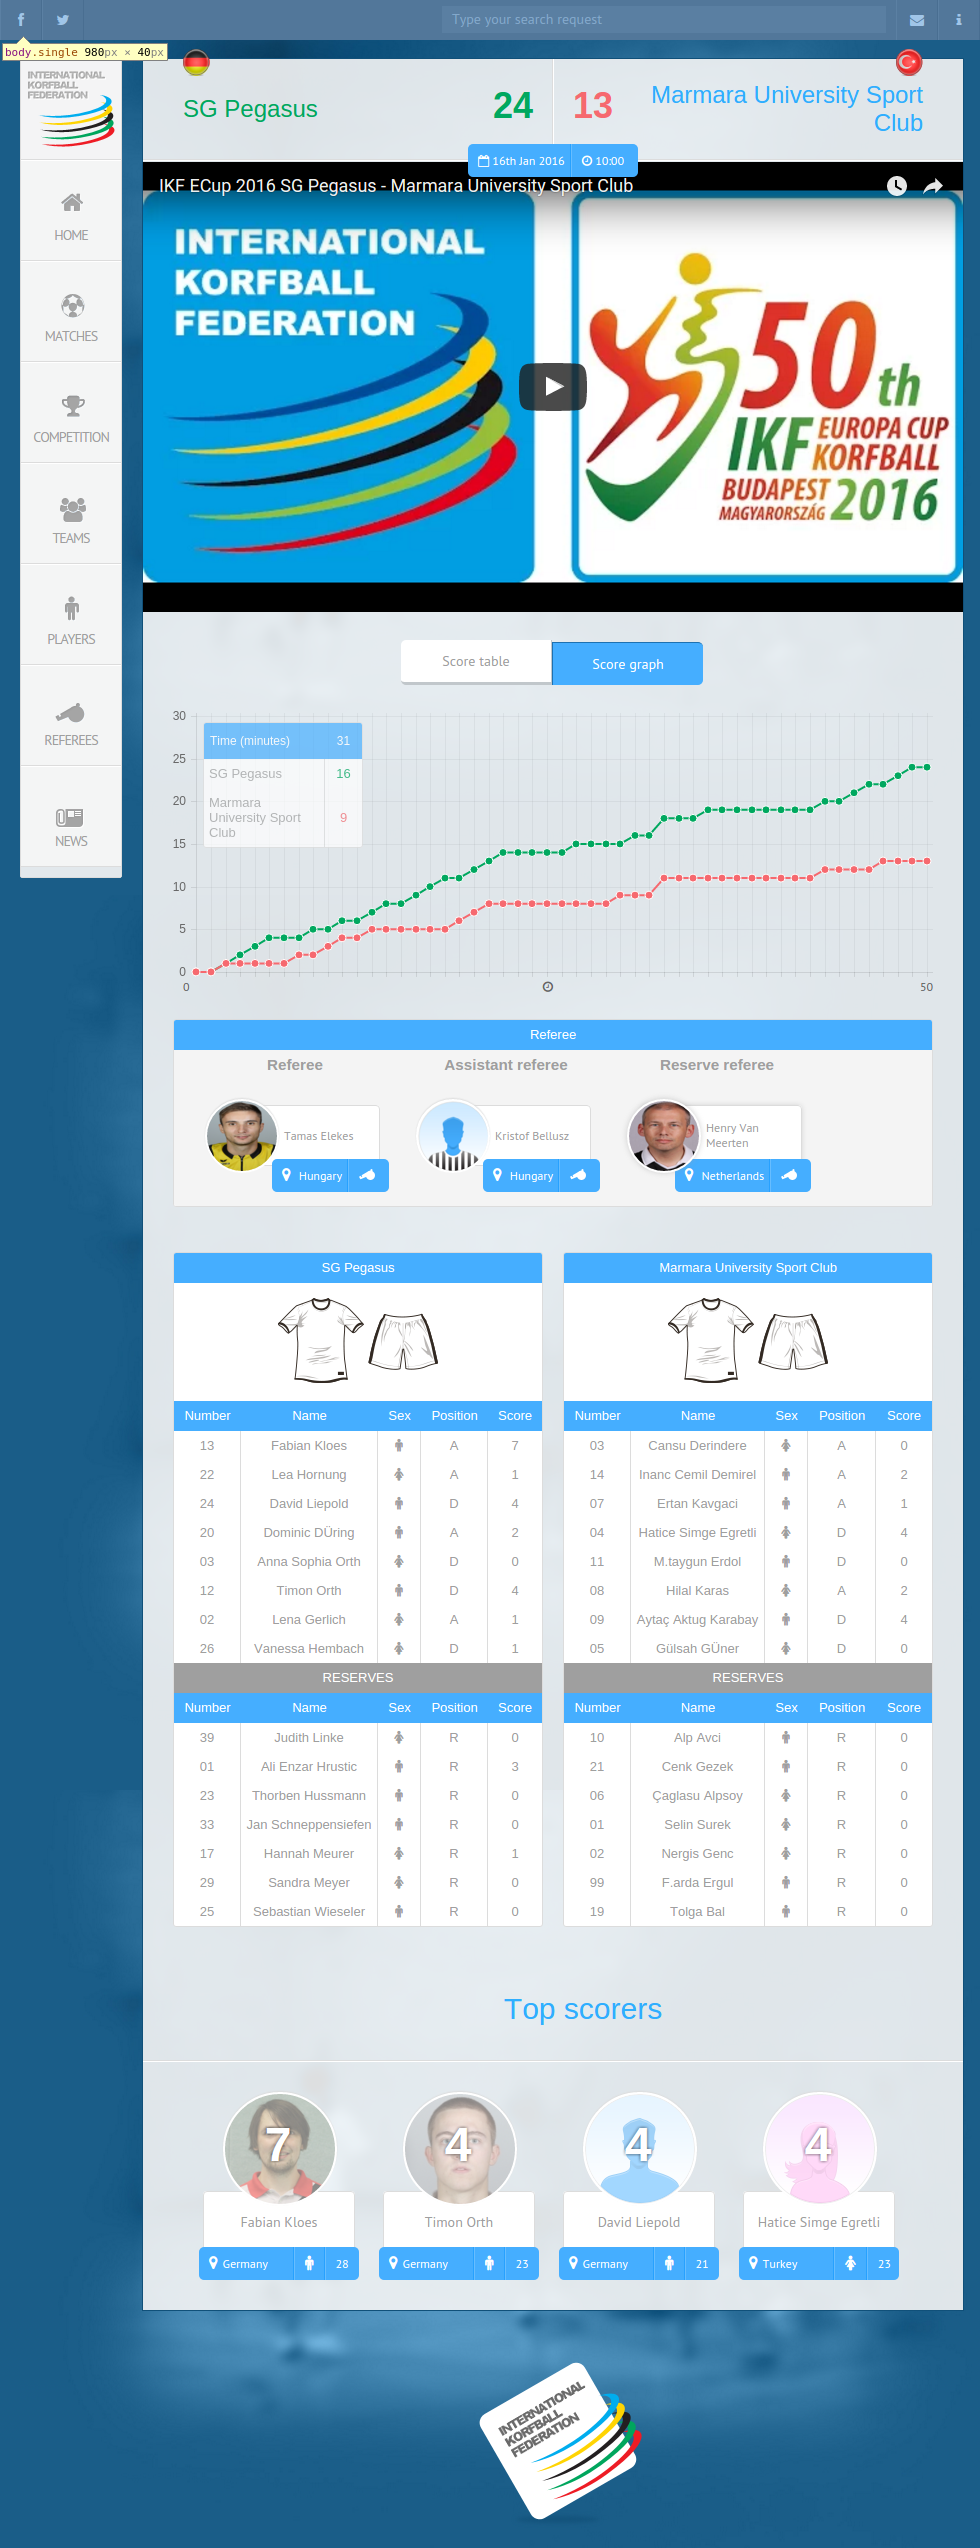 Type your search request
body.single 980px × 40px
INTERNATIONAL
KORFBALL
FEDERATION
HOME
MATCHES
COMPETITION
TEAMS
PLAYERS
REFEREES
NEWS
SG Pegasus
24
13
Marmara University Sport
Club
16th Jan 2016
10:00
IKF ECup 2016 SG Pegasus - Marmara University Sport Club
INTERNATIONAL
KORFBALL
FEDERATION
50th
IKF EUROPA CUP
KORFBALL
BUDAPEST
MAGYARORSZÁG 2016
Score table
Score graph
30
25
20
15
10
5
0
Time (minutes) 31
SG Pegasus 16
Marmara
University Sport
Club
9
0
50
Referee
Referee
Assistant referee
Reserve referee
Tamas Elekes
Hungary
Kristof Bellusz
Hungary
Henry Van
Meerten
Netherlands
SG Pegasus
Number Name Sex Position Score
13 Fabian Kloes A 7
22 Lea Hornung A 1
24 David Liepold D 4
20 Dominic DÜring A 2
03 Anna Sophia Orth D 0
12 Timon Orth D 4
02 Lena Gerlich A 1
26 Vanessa Hembach D 1
RESERVES
Number Name Sex Position Score
39 Judith Linke R 0
01 Ali Enzar Hrustic R 3
23 Thorben Hussmann R 0
33 Jan Schneppensiefen R 0
17 Hannah Meurer R 1
29 Sandra Meyer R 0
25 Sebastian Wieseler R 0
Marmara University Sport Club
Number Name Sex Position Score
03 Cansu Derindere A 0
14 Inanc Cemil Demirel A 2
07 Ertan Kavgaci A 1
04 Hatice Simge Egretli D 4
11 M.taygun Erdol D 0
08 Hilal Karas A 2
09 Aytaç Aktug Karabay D 4
05 Gülsah GÜner D 0
RESERVES
Number Name Sex Position Score
10 Alp Avci R 0
21 Cenk Gezek R 0
06 Çaglasu Alpsoy R 0
01 Selin Surek R 0
02 Nergis Genc R 0
99 F.arda Ergul R 0
19 Tolga Bal R 0
Top scorers
7
Fabian Kloes
Germany 28
4
Timon Orth
Germany 23
4
David Liepold
Germany 21
4
Hatice Simge Egretli
Turkey 23
INTERNATIONAL
KORFBALL
FEDERATION